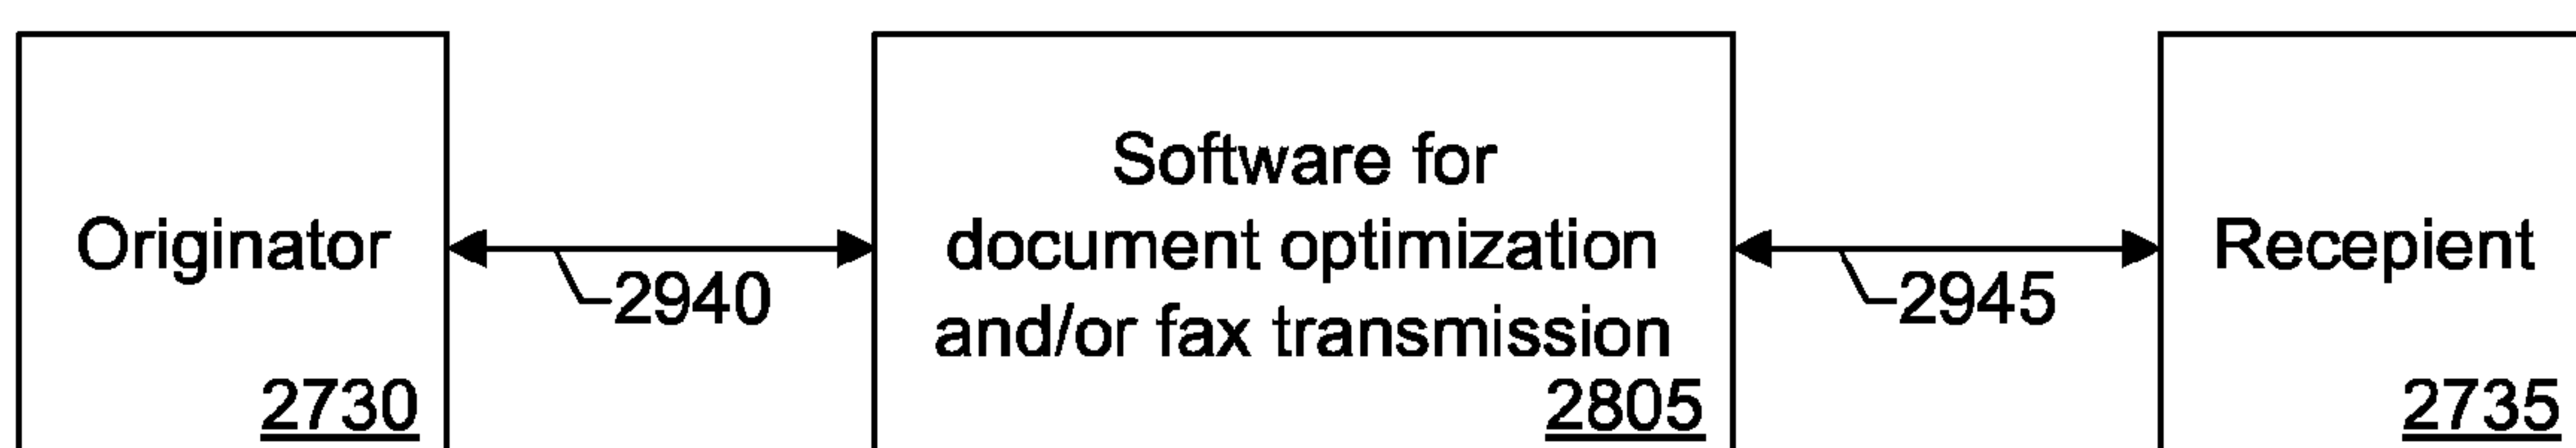 Software for
Originator document optimization Recepient
2940 2945
and/or fax transmission
2730 2805 2735